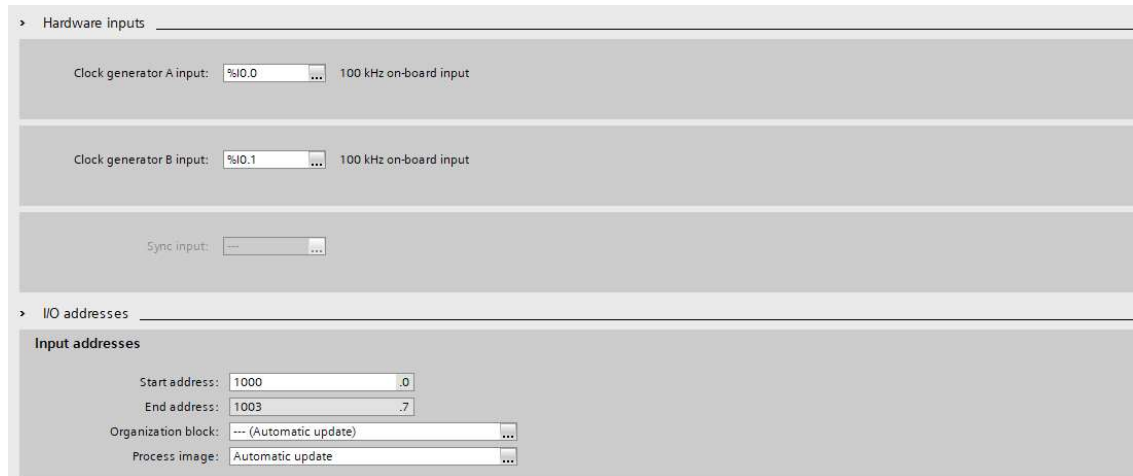 Hardware inputs
Clock generator A input: %I0.0 ... 100 kHz on-board input
Clock generator B input: %I0.1 ... 100 kHz on-board input
Sync input: --- ...
I/O addresses
Input addresses
Start address: 1000 .0
End address: 1003 .7
Organization block: --- (Automatic update) ...
Process image: Automatic update ...